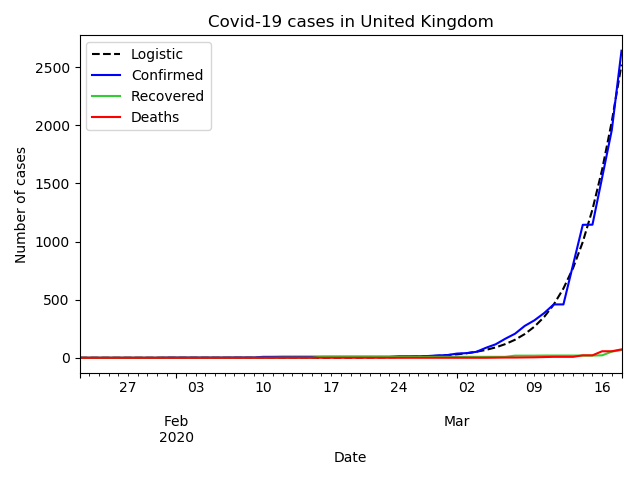 Covid-19 cases in United Kingdom
Logistic
Confirmed
Recovered
Deaths
Number of cases
2500
2000
1500
1000
500
0
27 03 10 17 24 02 09 16
Feb Mar
2020
Date